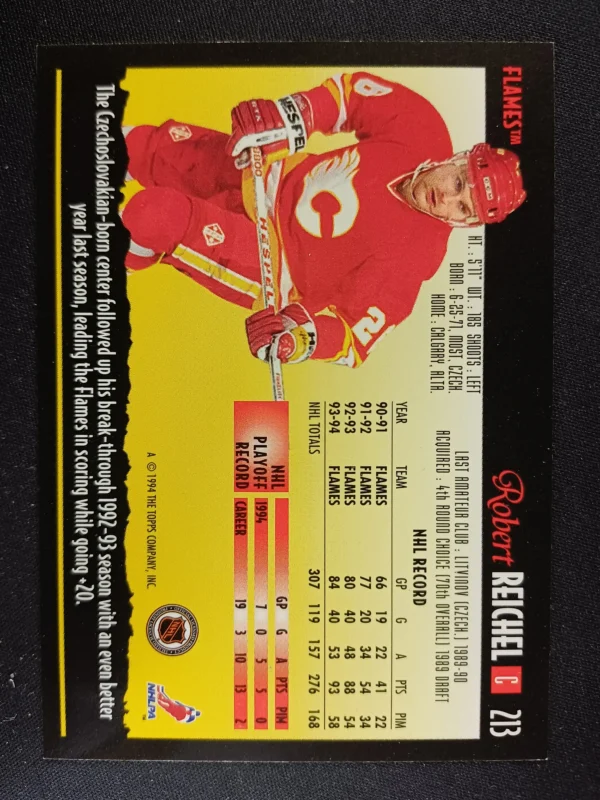 FLAMES™
Robert REICHEL C 213
HT. : 5'11" WT. : 185 SHOOTS : LEFT
BORN : 6-25-71, MOST, CZECH.
HOME : CALGARY, ALTA.
LAST AMATEUR CLUB : LITVINOV (CZECH.) 1989-90
ACQUIRED : 4th ROUND CHOICE (70th OVERALL) 1989 DRAFT
NHL RECORD
YEAR TEAM GP G A PTS PIM
90-91 FLAMES 66 19 22 41 22
91-92 FLAMES 77 20 34 54 34
92-93 FLAMES 80 40 48 88 54
93-94 FLAMES 84 40 53 93 58
NHL TOTALS 307 119 157 276 168
NHL PLAYOFF RECORD
GP G A PTS PIM
1994 7 0 5 5 0
CAREER 19 3 10 13 2
A © 1994 THE TOPPS COMPANY, INC.
NHL
NHLPA
™
The Czechoslovakian-born center followed up his break-through 1992-93 season with an even better
year last season, leading the Flames in scoring while going +20.
C
2
HESPEL